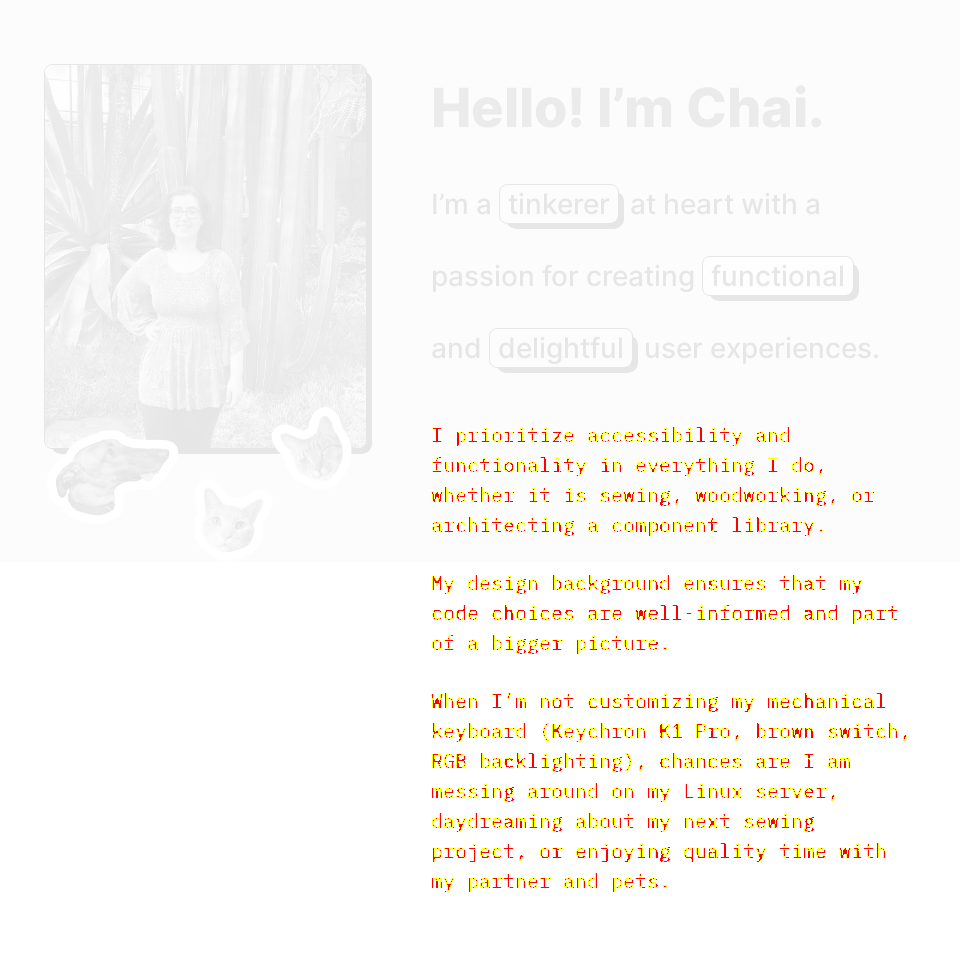 Hello! I’m Chai.
I’m a tinkerer at heart with a
passion for creating functional
and delightful user experiences.
I prioritize accessibility and
functionality in everything I do,
whether it is sewing, woodworking, or
architecting a component library.
My design background ensures that my
code choices are well-informed and part
of a bigger picture.
When I’m not customizing my mechanical
keyboard (Keychron K1 Pro, brown switch,
RGB backlighting), chances are I am
messing around on my Linux server,
daydreaming about my next sewing
project, or enjoying quality time with
my partner and pets.